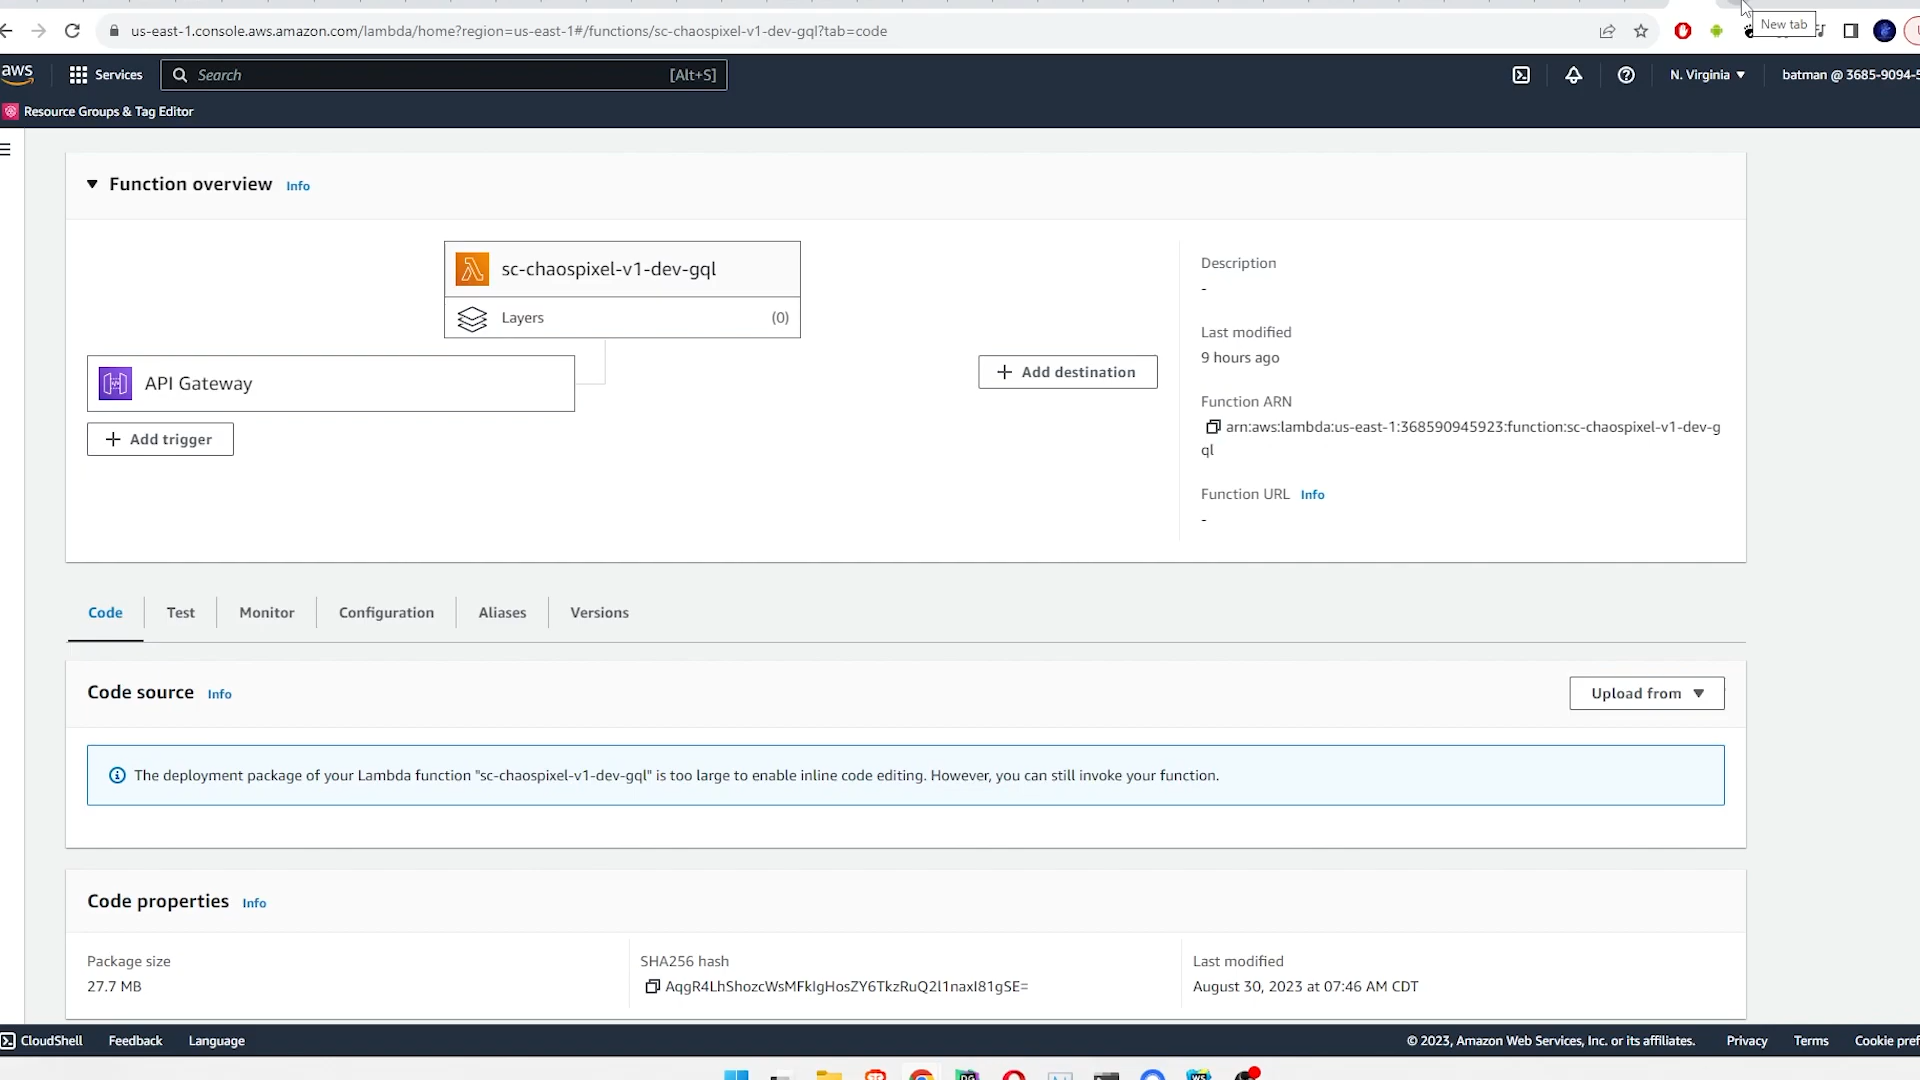 New tab
us-east-1.console.aws.amazon.com/lambda/home?region=us-east-1#/functions/sc-chaospixel-v1-dev-gql?tab=code
aws
Services
Search
[Alt+S]
N. Virginia
batman @ 3685-9094-5
Resource Groups & Tag Editor
Function overview
Info
sc-chaospixel-v1-dev-gql
Layers
(0)
API Gateway
Add trigger
Add destination
Description
-
Last modified
9 hours ago
Function ARN
arn:aws:lambda:us-east-1:368590945923:function:sc-chaospixel-v1-dev-g
ql
Function URL
Info
-
Code
Test
Monitor
Configuration
Aliases
Versions
Code source
Info
Upload from
The deployment package of your Lambda function "sc-chaospixel-v1-dev-gql" is too large to enable inline code editing. However, you can still invoke your function.
Code properties
Info
Package size
27.7 MB
SHA256 hash
AqgR4LhShozcWsMFkIgHosZY6TkzRuQ2l1naxI81gSE=
Last modified
August 30, 2023 at 07:46 AM CDT
CloudShell
Feedback
Language
© 2023, Amazon Web Services, Inc. or its affiliates.
Privacy
Terms
Cookie pref